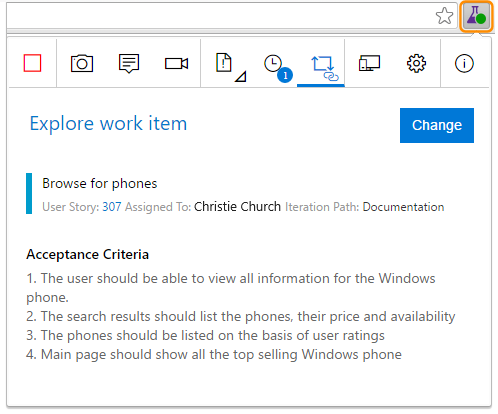 1
Explore work item
Change
Browse for phones
User Story: 307 Assigned To: Christie Church Iteration Path: Documentation
Acceptance Criteria
1. The user should be able to view all information for the Windows
phone.
2. The search results should list the phones, their price and availability
3. The phones should be listed on the basis of user ratings
4. Main page should show all the top selling Windows phone